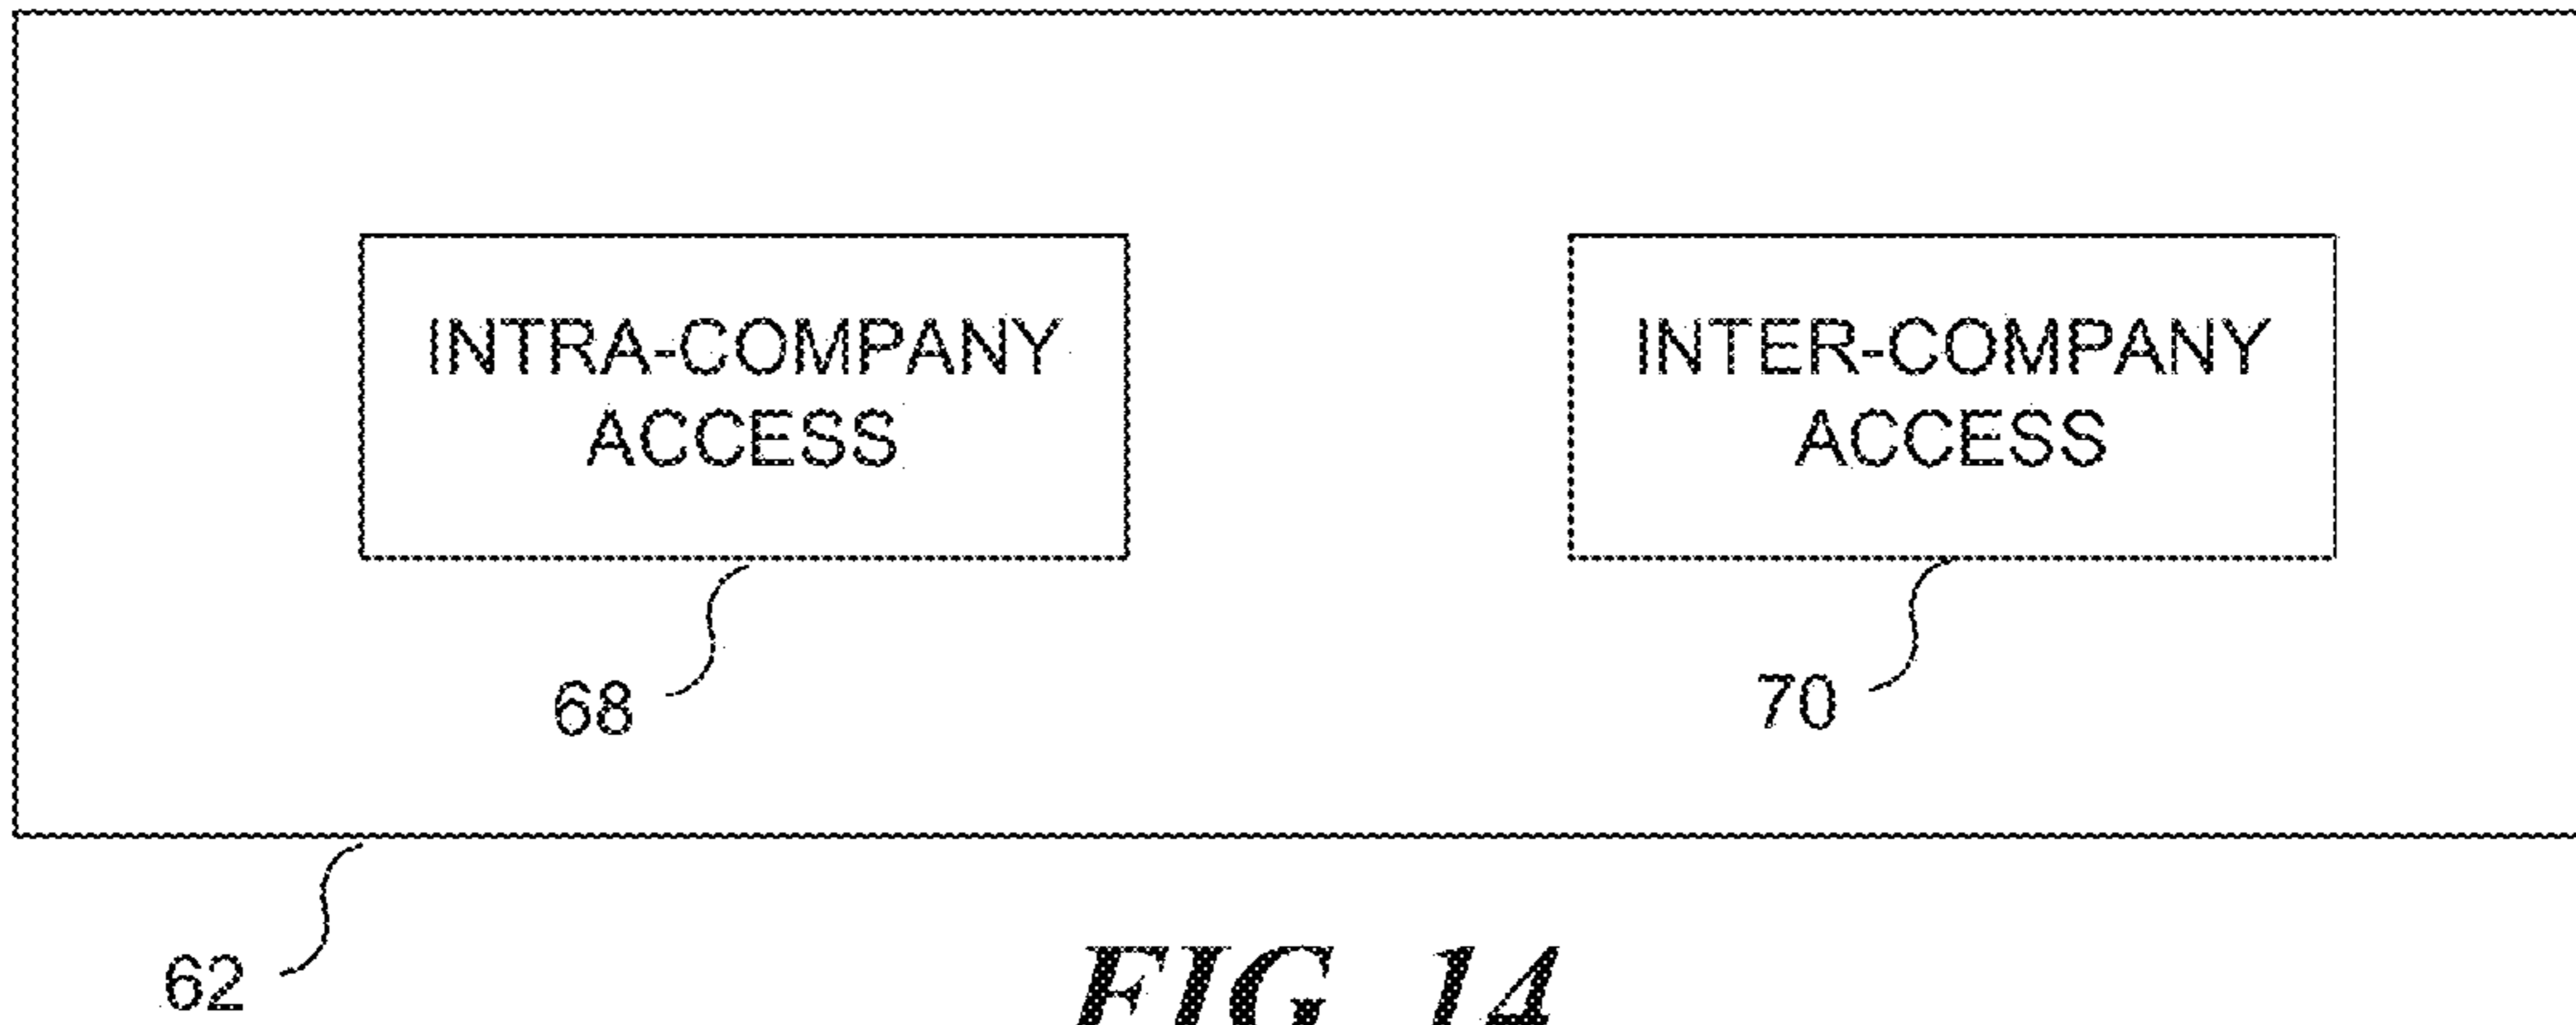 INTRA-COMPANY
ACCESS
INTER-COMPANY
ACCESS
68
70
62
FIG. 14